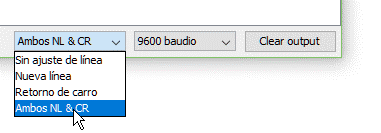 Ambos NL & CR 9600 baudio Clear output
Sin ajuste de línea
Nueva línea
Retorno de carro
Ambos NL & CR